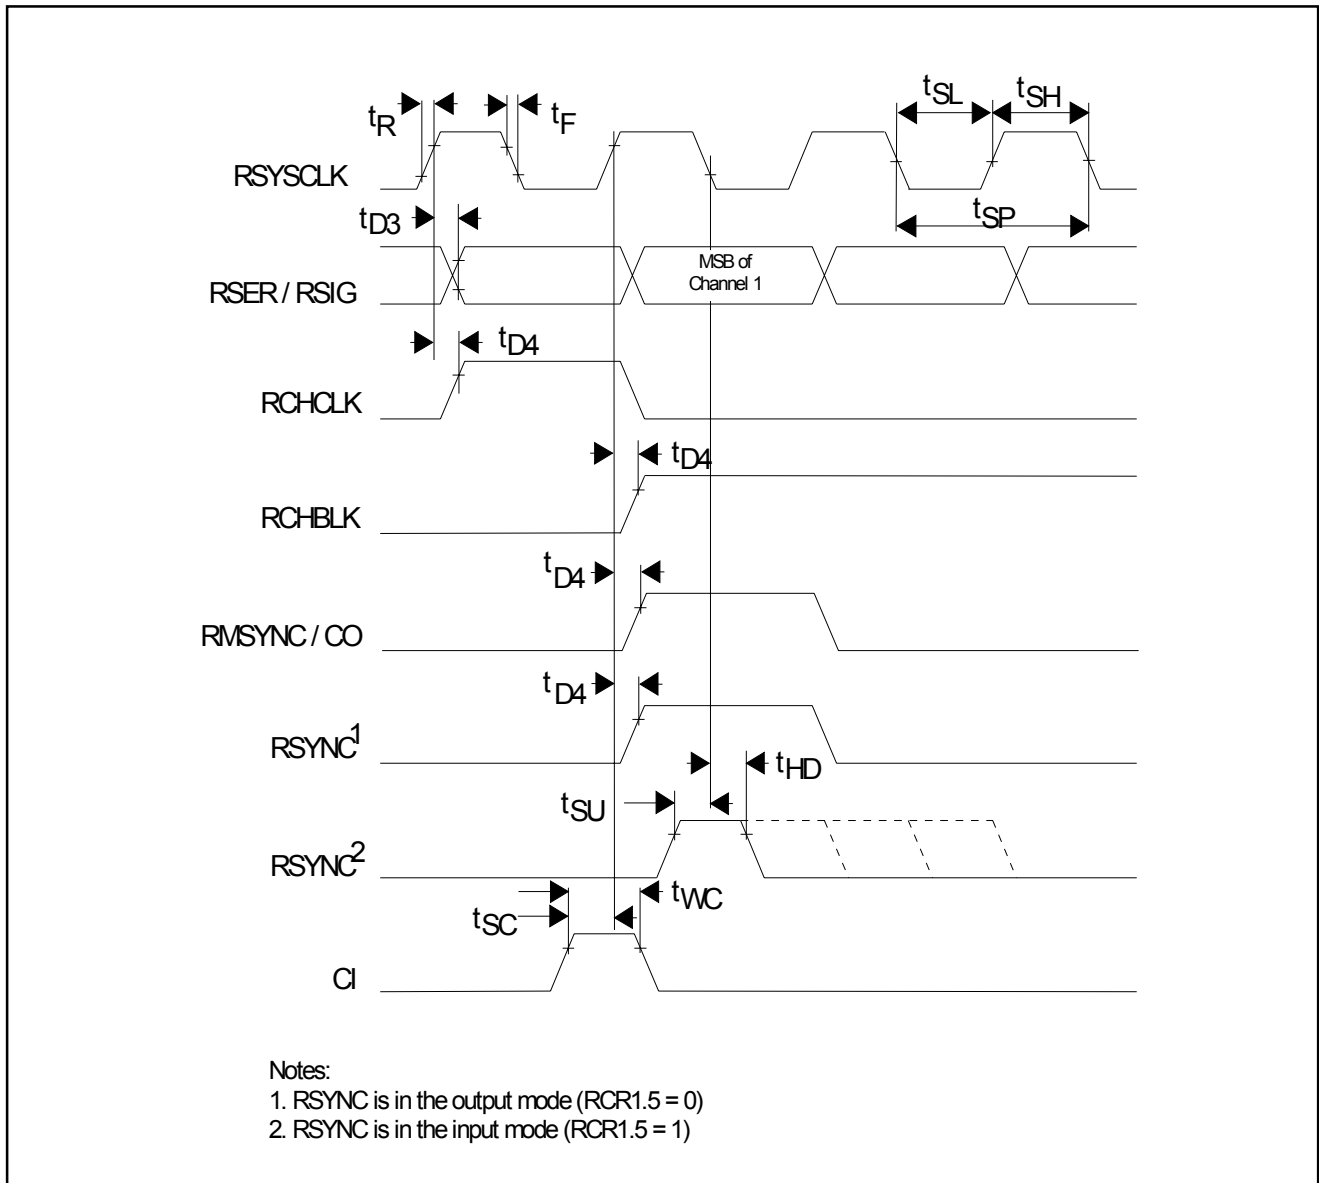 tSL tSH
tR tF
RSYSCLK
tD3 tSP
MSB of
Channel 1
RSER / RSIG
tD4
RCHCLK
tD4
RCHBLK
tD4
RMSYNC / CO
tD4
RSYNC1
tHD
tSU
RSYNC2
tWC
tSC
CI
Notes:
1. RSYNC is in the output mode (RCR1.5 = 0)
2. RSYNC is in the input mode (RCR1.5 = 1)